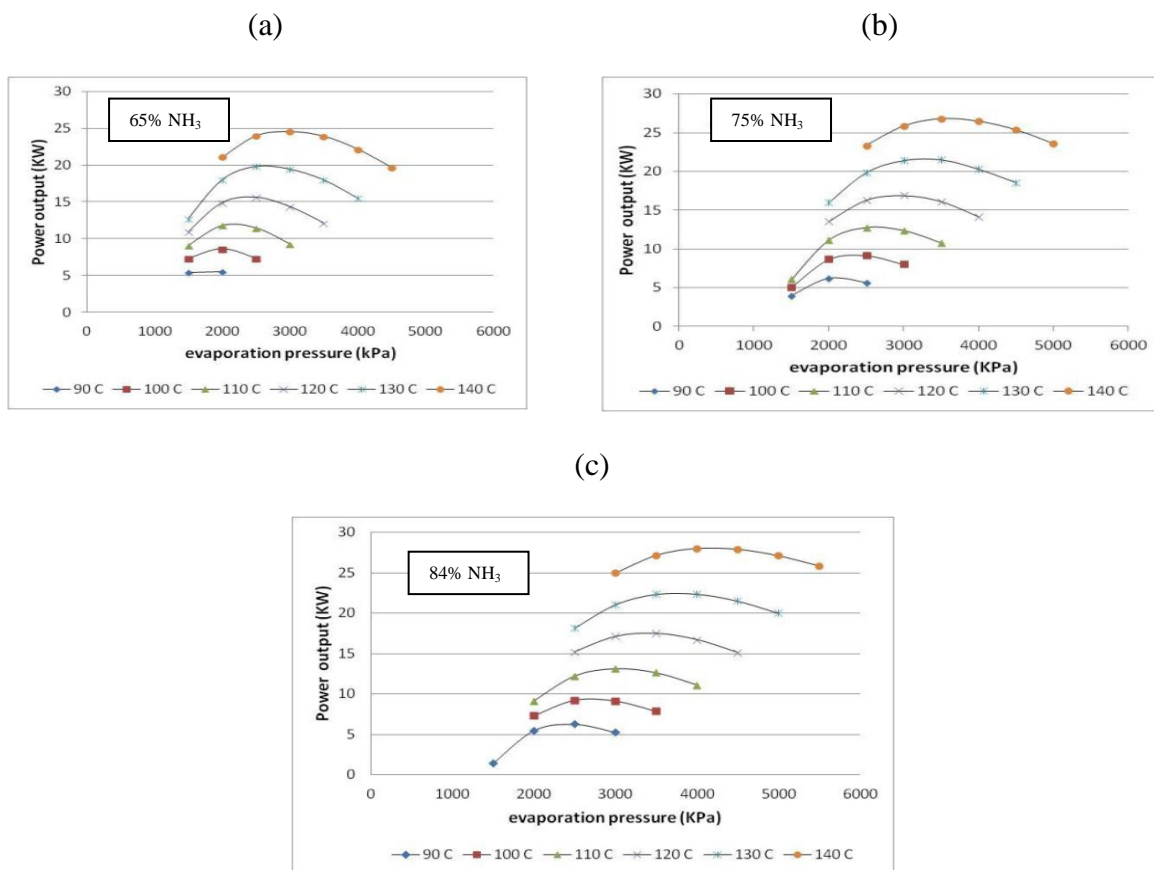 (a)
(b)
30
25
20
15
10
5
0
Power output (KW)
65% NH₃
0 1000 2000 3000 4000 5000 6000
evaporation pressure (kPa)
90 C 100 C 110 C 120 C 130 C 140 C
30
25
20
15
10
5
0
Power output (KW)
75% NH₃
0 1000 2000 3000 4000 5000 6000
evaporation pressure (KPa)
90 C 100 C 110 C 120 C 130 C 140 C
(c)
30
25
20
15
10
5
0
Power output (KW)
84% NH₃
0 1000 2000 3000 4000 5000 6000
evaporation pressure (KPa)
90 C 100 C 110 C 120 C 130 C 140 C